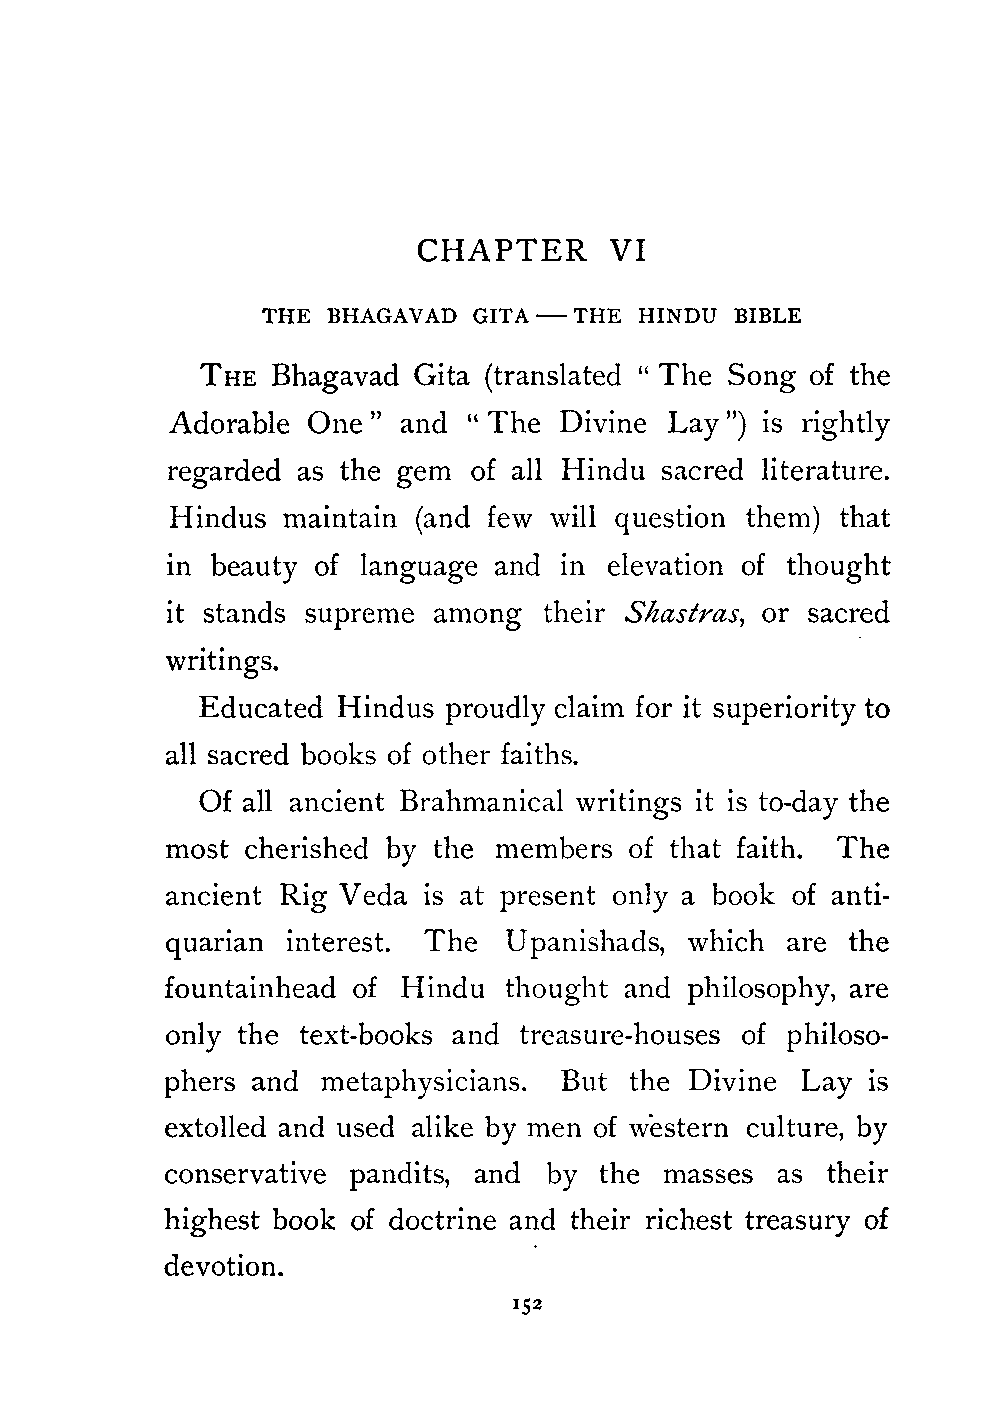 CHAPTER VI
THE BHAGAVAD GITA — THE HINDU BIBLE
THE Bhagavad Gita (translated “ The Song of the
Adorable One ” and “ The Divine Lay ”) is rightly
regarded as the gem of all Hindu sacred literature.
Hindus maintain (and few will question them) that
in beauty of language and in elevation of thought
it stands supreme among their Shastras, or sacred
writings.
Educated Hindus proudly claim for it superiority to
all sacred books of other faiths.
Of all ancient Brahmanical writings it is to-day the
most cherished by the members of that faith. The
ancient Rig Veda is at present only a book of anti-
quarian interest. The Upanishads, which are the
fountainhead of Hindu thought and philosophy, are
only the text-books and treasure-houses of philoso-
phers and metaphysicians. But the Divine Lay is
extolled and used alike by men of western culture, by
conservative pandits, and by the masses as their
highest book of doctrine and their richest treasury of
devotion.
152